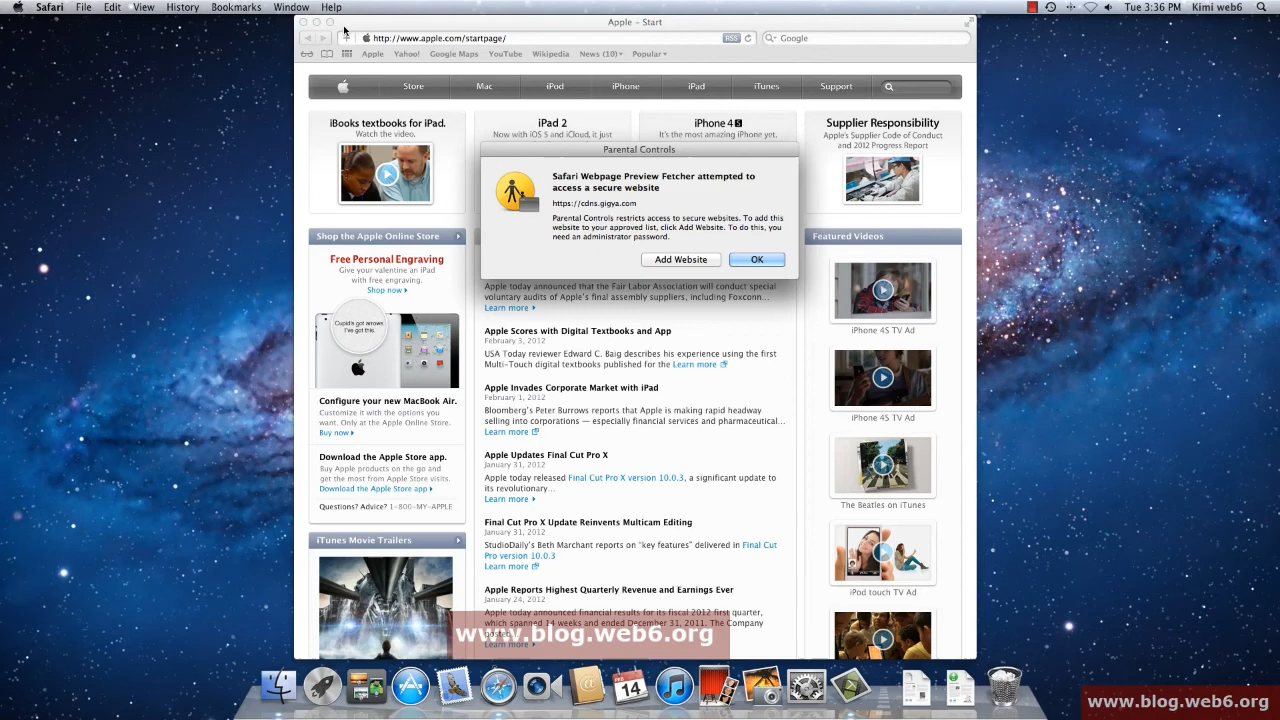 Safari File Edit View History Bookmarks Window Help
Tue 3:36 PM Kimi web6
Apple – Start
http://www.apple.com/startpage/
RSS
Google
Apple Yahoo! Google Maps YouTube Wikipedia News (10) Popular
Store Mac iPod iPhone iPad iTunes Support
iBooks textbooks for iPad.
Watch the video.
iPad 2
Now with iOS 5 and iCloud, it just
iPhone 4S
It's the most amazing iPhone yet.
Supplier Responsibility
Apple's Supplier Code of Conduct
and 2012 Progress Report
Parental Controls
Safari Webpage Preview Fetcher attempted to
access a secure website
https://cdns.gigya.com
Parental Controls restricts access to secure websites. To add this
website to your approved list, click Add Website. To do this, you
need an administrator password.
Add Website OK
Shop the Apple Online Store
Free Personal Engraving
Give your valentine an iPad
with free engraving.
Shop now
Cupid's got arrows.
I've got this.
Configure your new MacBook Air.
Customize it with the options you
want. Only at the Apple Online Store.
Buy now
Download the Apple Store app.
Buy Apple products on the go and
get the most from Apple Store visits.
Download the Apple Store app
Questions? Advice? 1-800-MY-APPLE
iTunes Movie Trailers
Apple today announced that the Fair Labor Association will conduct special
voluntary audits of Apple's final assembly suppliers, including Foxconn...
Learn more
Apple Scores with Digital Textbooks and App
February 3, 2012
USA Today reviewer Edward C. Baig describes his experience using the first
Multi-Touch digital textbooks published for the Learn more
Apple Invades Corporate Market with iPad
February 1, 2012
Bloomberg's Peter Burrows reports that Apple is making rapid headway
selling into corporations — especially financial services and pharmaceutical...
Learn more
Apple Updates Final Cut Pro X
January 31, 2012
Apple today released Final Cut Pro X version 10.0.3, a significant update to
its revolutionary...
Learn more
Final Cut Pro X Update Reinvents Multicam Editing
January 31, 2012
StudioDaily's Beth Marchant reports on “key features” delivered in Final Cut
Pro version 10.0.3
Learn more
Apple Reports Highest Quarterly Revenue and Earnings Ever
January 24, 2012
Apple today announced financial results for its fiscal 2012 first quarter,
which spanned 14 weeks and ended December 31, 2011. The Company
posted...
Learn more
Featured Videos
iPhone 4S TV Ad
iPhone 4S TV Ad
The Beatles on iTunes
iPod touch TV Ad
www.blog.web6.org
FEB
14
www.blog.web6.org